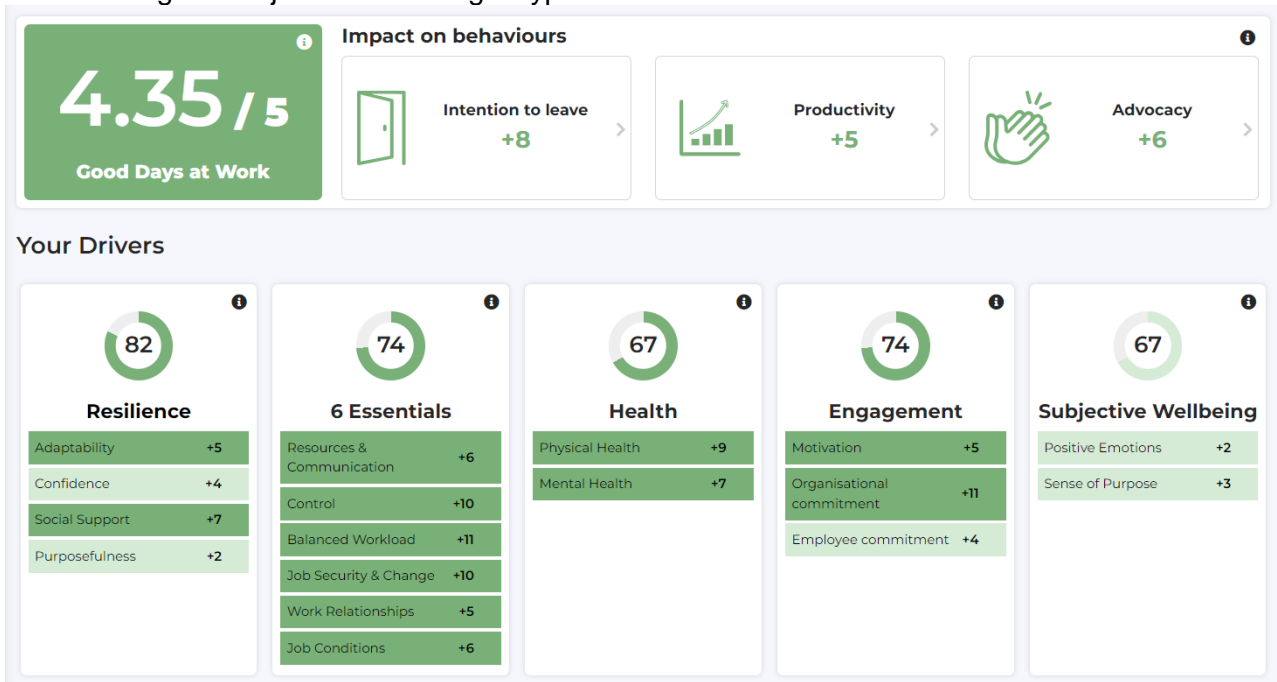 4.35 / 5
Good Days at Work
Impact on behaviours
Intention to leave
+8
Productivity
+5
Advocacy
+6
Your Drivers
82
Resilience
Adaptability +5
Confidence +4
Social Support +7
Purposefulness +2
74
6 Essentials
Resources &
Communication +6
Control +10
Balanced Workload +11
Job Security & Change +10
Work Relationships +5
Job Conditions +6
67
Health
Physical Health +9
Mental Health +7
74
Engagement
Motivation +5
Organisational
commitment +11
Employee commitment +4
67
Subjective Wellbeing
Positive Emotions +2
Sense of Purpose +3